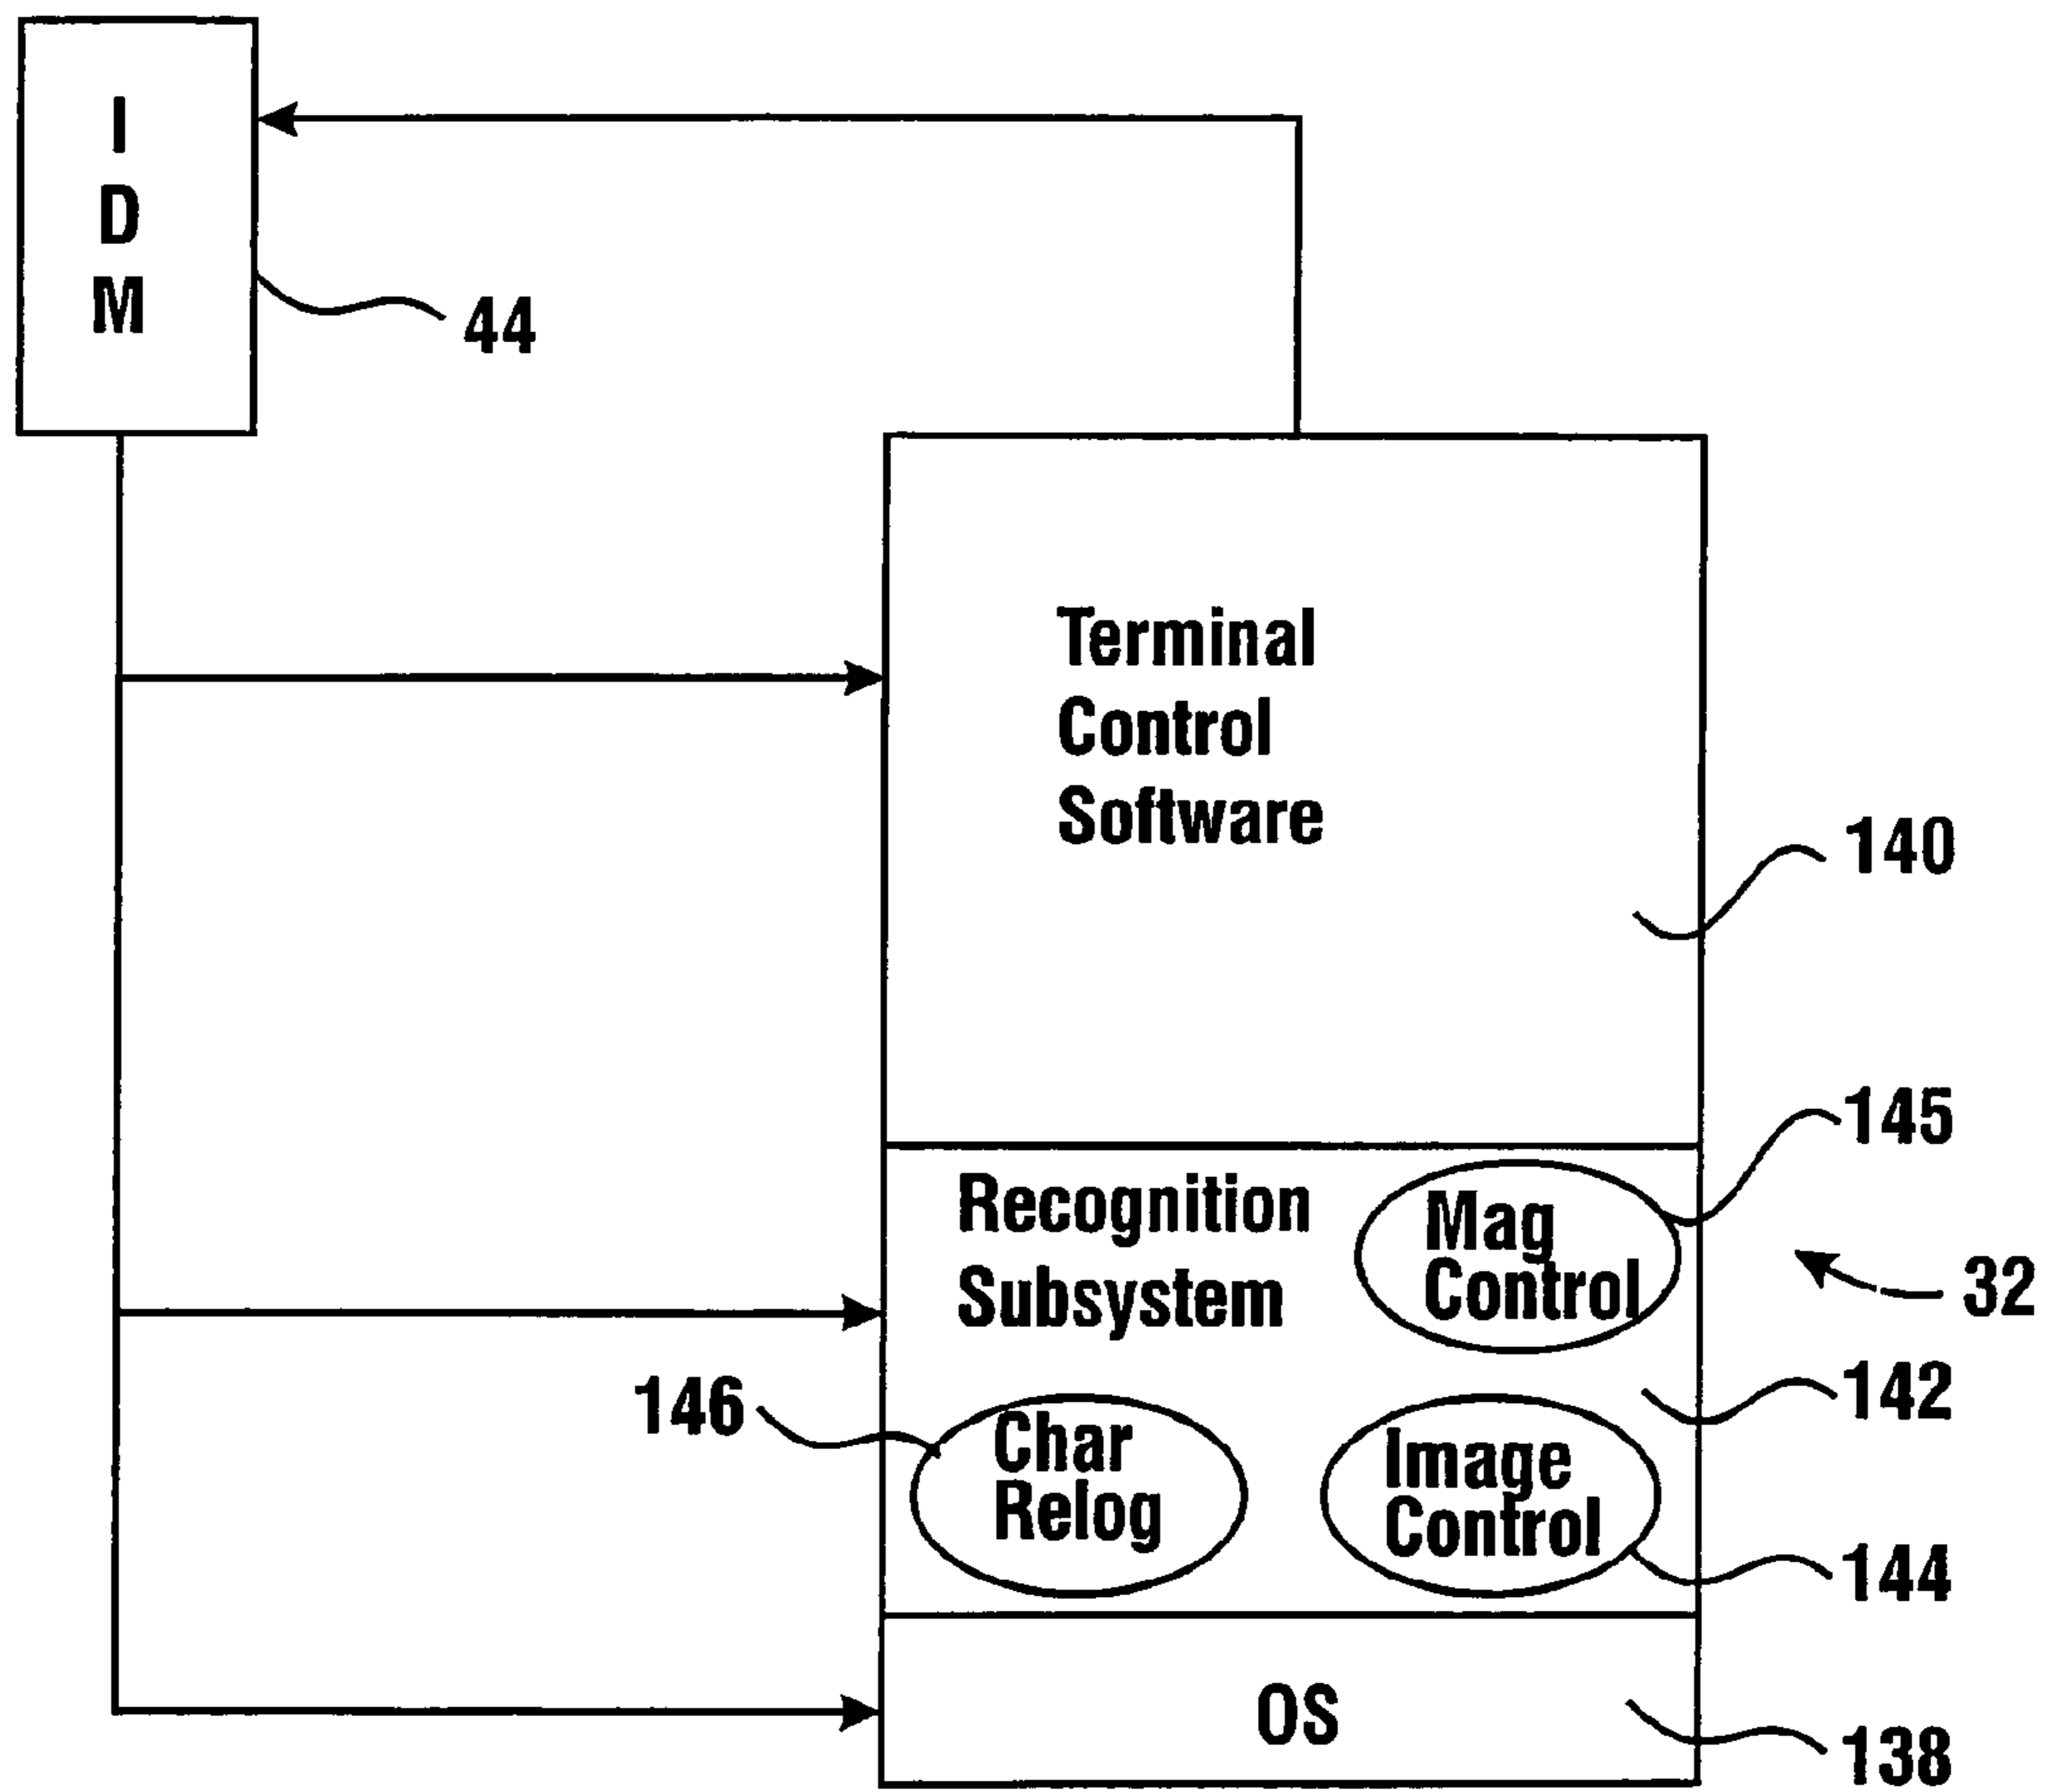 I
D
M
44
Terminal
Control
Software
140
145
Recognition
Subsystem
Mag
Control
32
142
146
Char
Relog
Image
Control
144
OS
138